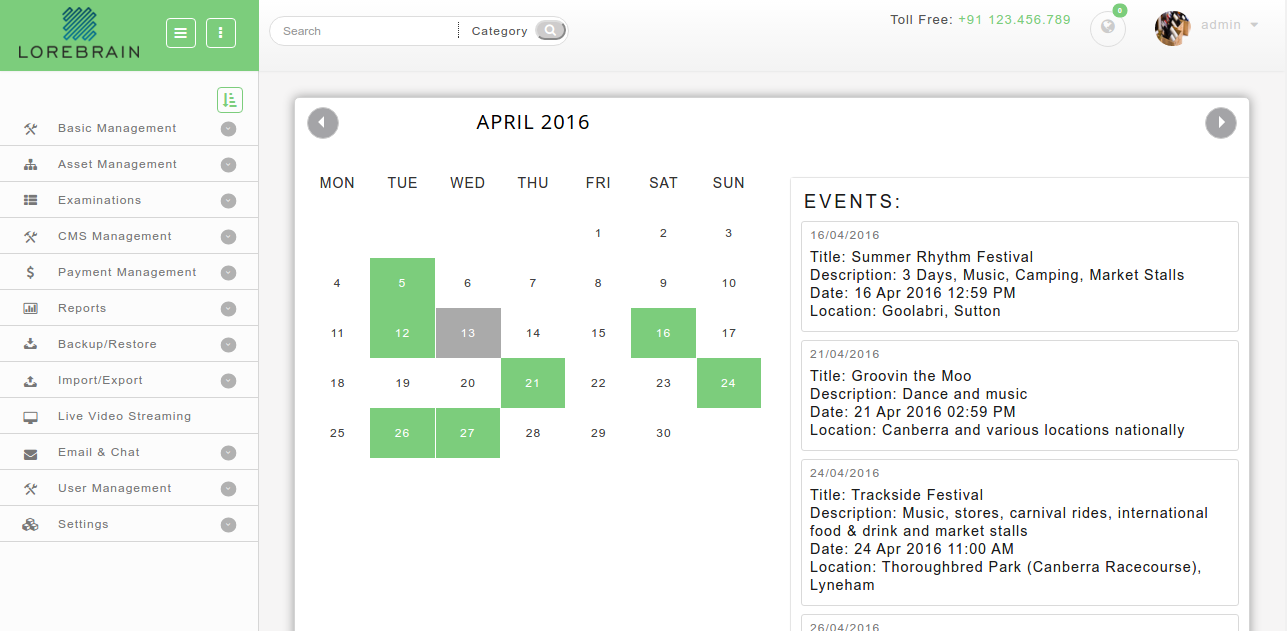 LOREBRAIN
Search
Category
Toll Free: +91 123.456.789
0
admin
Basic Management
Asset Management
Examinations
CMS Management
Payment Management
Reports
Backup/Restore
Import/Export
Live Video Streaming
Email & Chat
User Management
Settings
APRIL 2016
MON TUE WED THU FRI SAT SUN
1 2 3
4 5 6 7 8 9 10
11 12 13 14 15 16 17
18 19 20 21 22 23 24
25 26 27 28 29 30
EVENTS:
16/04/2016
Title: Summer Rhythm Festival
Description: 3 Days, Music, Camping, Market Stalls
Date: 16 Apr 2016 12:59 PM
Location: Goolabri, Sutton
21/04/2016
Title: Groovin the Moo
Description: Dance and music
Date: 21 Apr 2016 02:59 PM
Location: Canberra and various locations nationally
24/04/2016
Title: Trackside Festival
Description: Music, stores, carnival rides, international
food & drink and market stalls
Date: 24 Apr 2016 11:00 AM
Location: Thoroughbred Park (Canberra Racecourse),
Lyneham
26/04/2016